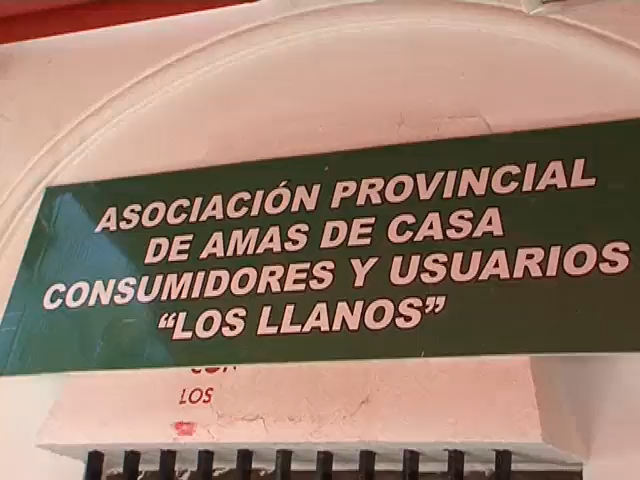 ASOCIACIÓN PROVINCIAL
DE AMAS DE CASA
CONSUMIDORES Y USUARIOS
“LOS LLANOS”
LOS